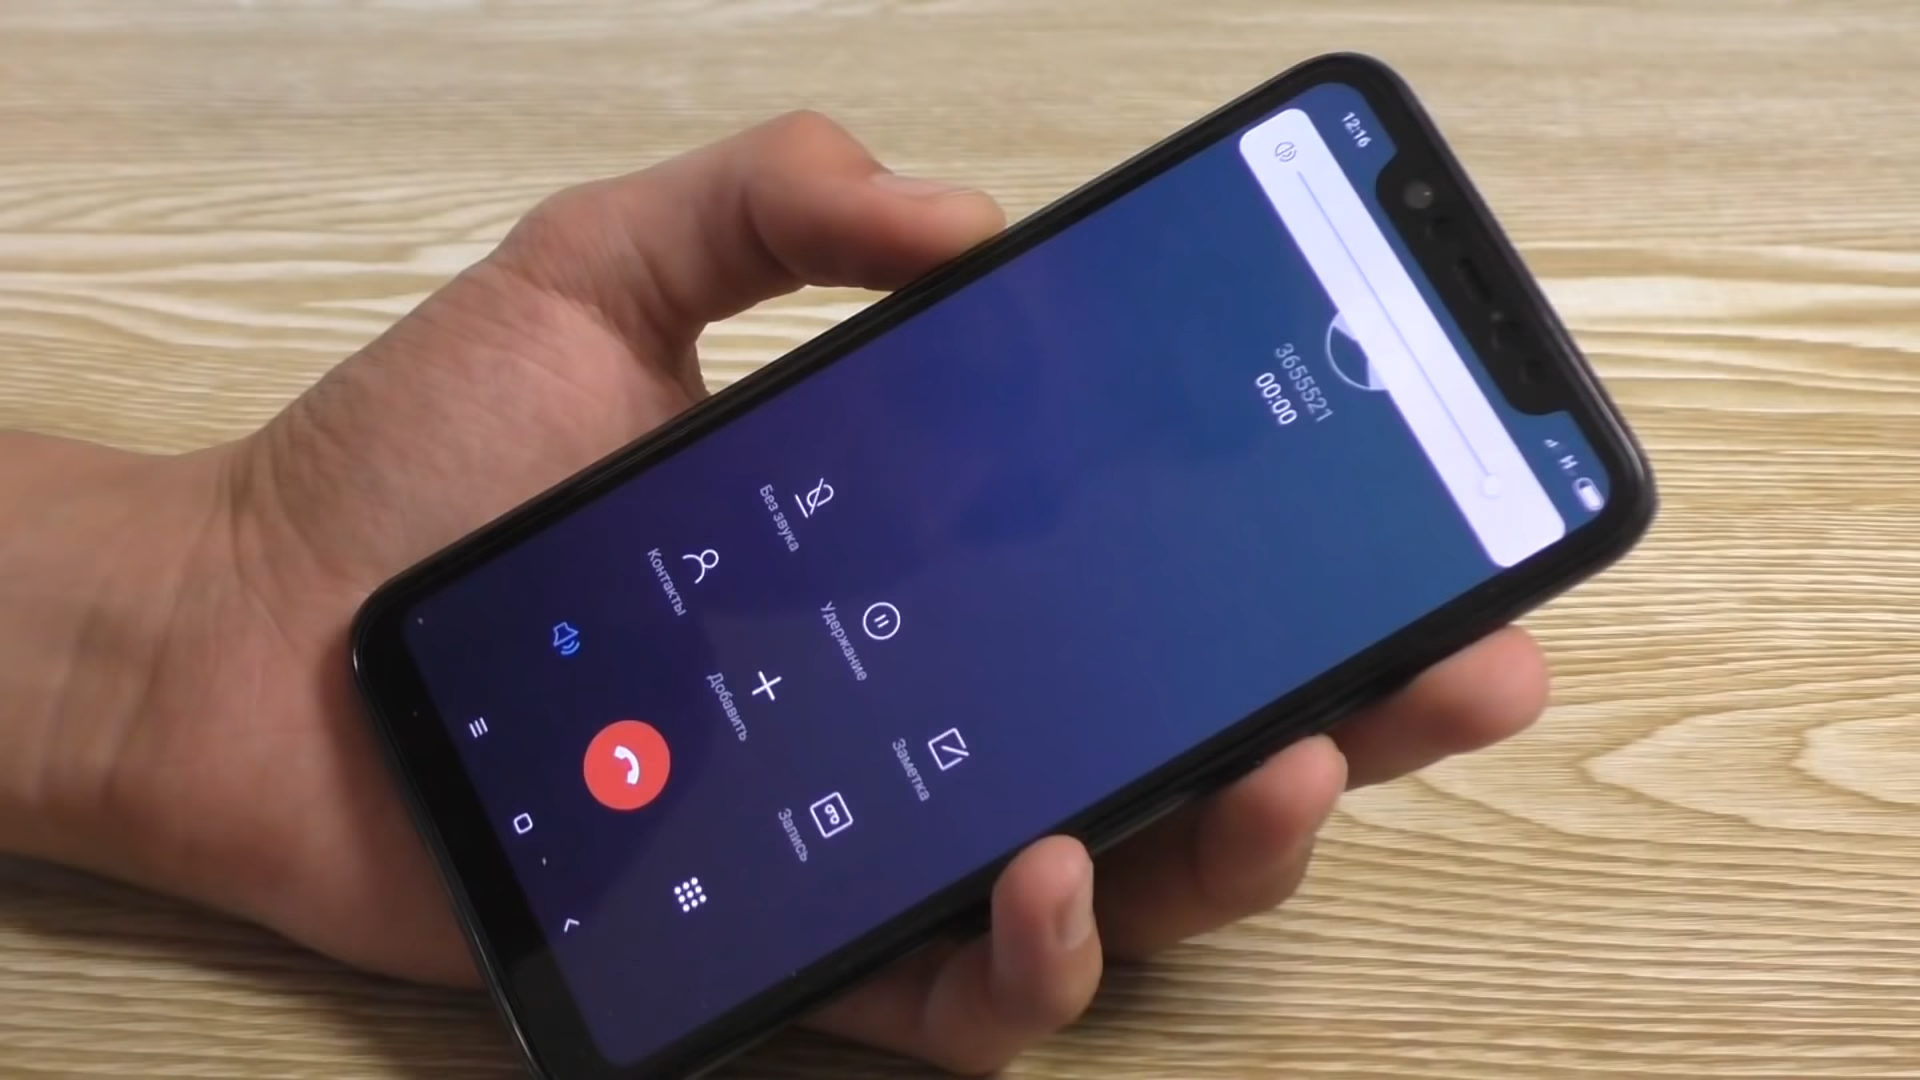 12:16
H
3655521
00:00
Без звука
Удержание
Заметка
Контакты
Добавить
Запись